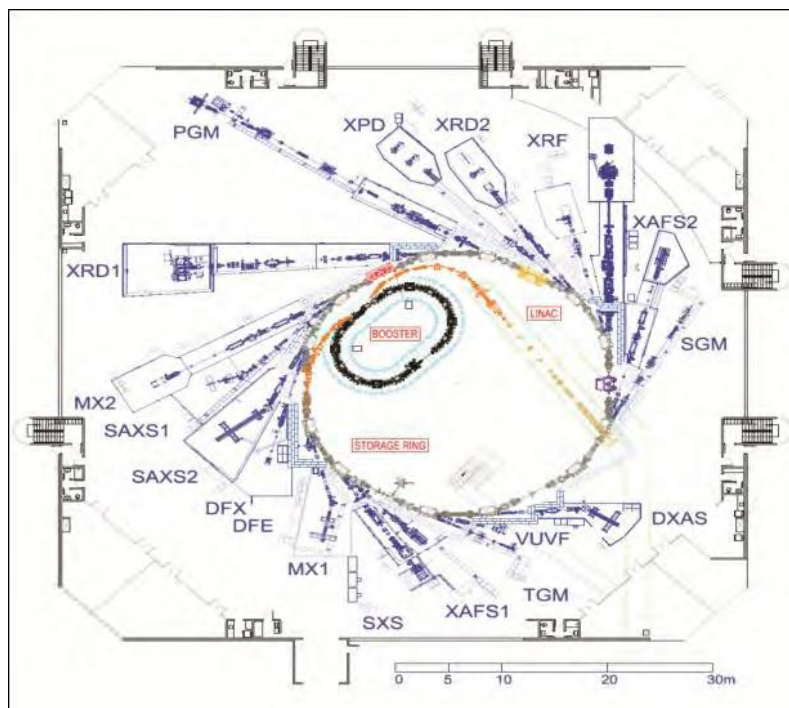 PGM
XPD
XRD2
XRF
XAFS2
XRD1
LINAC
BOOSTER
SGM
MX2
SAXS1
STORAGE RING
SAXS2
DFX
DFE
DXAS
VUVF
MX1
TGM
XAFS1
SXS
0 5 10 20 30m